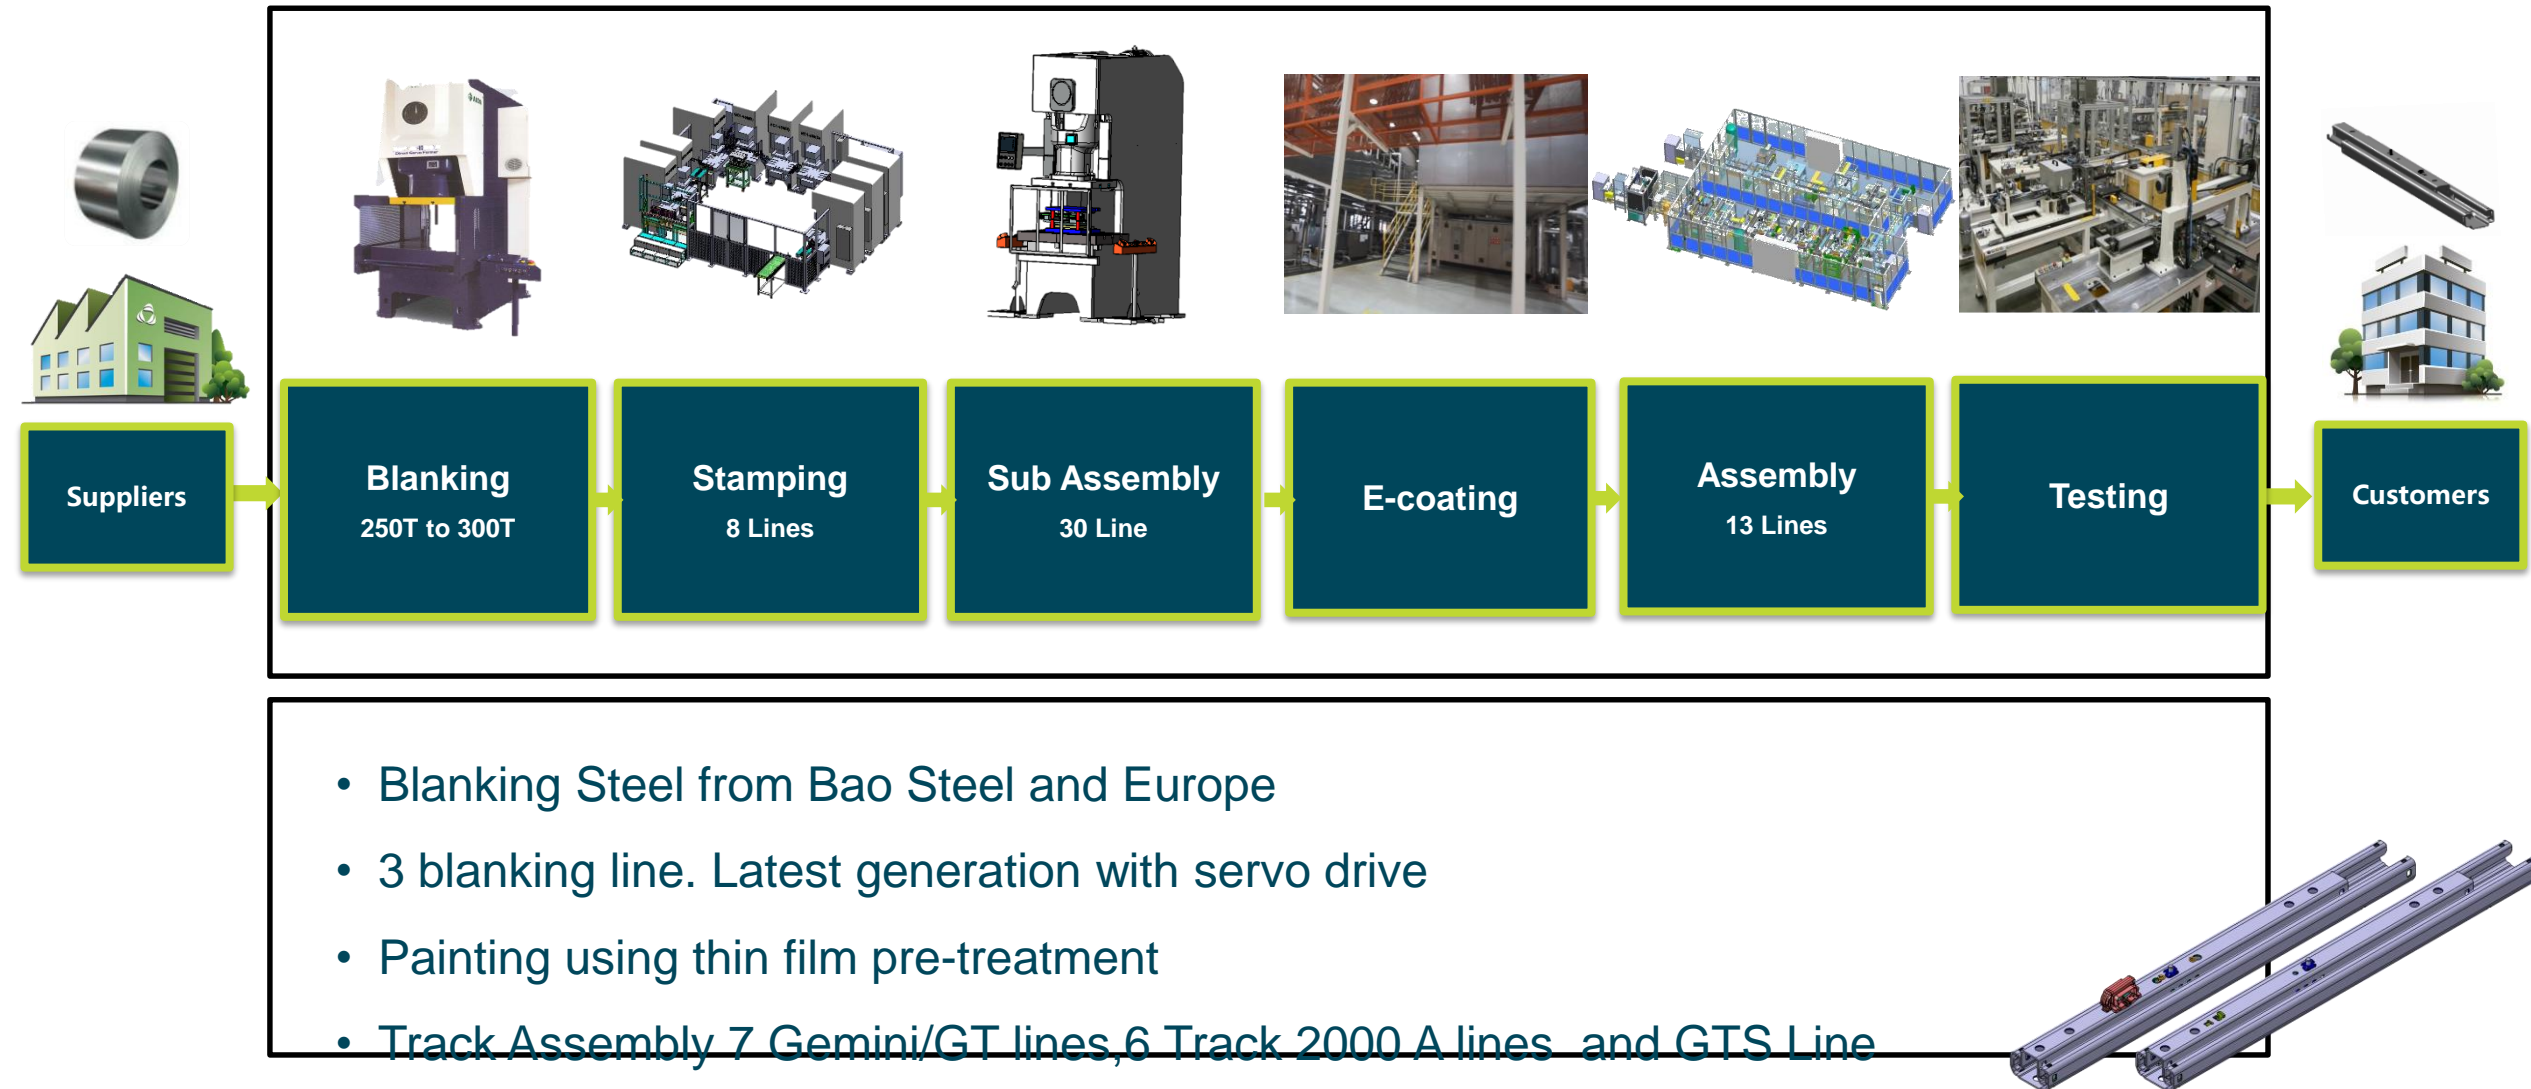 Suppliers
Blanking
250T to 300T
Stamping
8 Lines
Sub Assembly
30 Line
E-coating
Assembly
13 Lines
Testing
Customers
• Blanking Steel from Bao Steel and Europe
• 3 blanking line. Latest generation with servo drive
• Painting using thin film pre-treatment
• Track Assembly 7 Gemini/GT lines,6 Track 2000 A lines and GTS Line